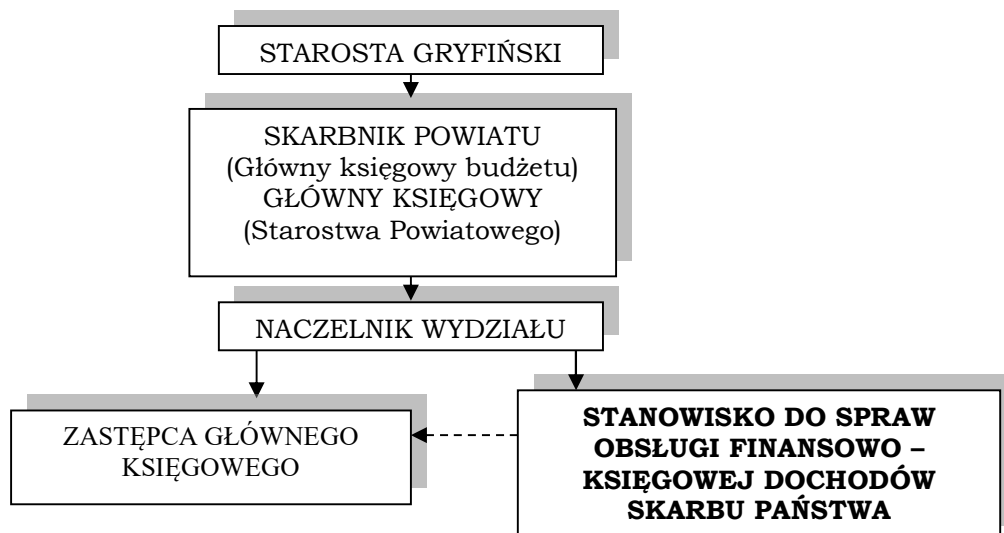 STAROSTA GRYFIŃSKI
SKARBNIK POWIATU
(Główny księgowy budżetu)
GŁÓWNY KSIĘGOWY
(Starostwa Powiatowego)
NACZELNIK WYDZIAŁU
ZASTĘPCA GŁÓWNEGO
KSIĘGOWEGO
STANOWISKO DO SPRAW
OBSŁUGI FINANSOWO –
KSIĘGOWEJ DOCHODÓW
SKARBU PAŃSTWA